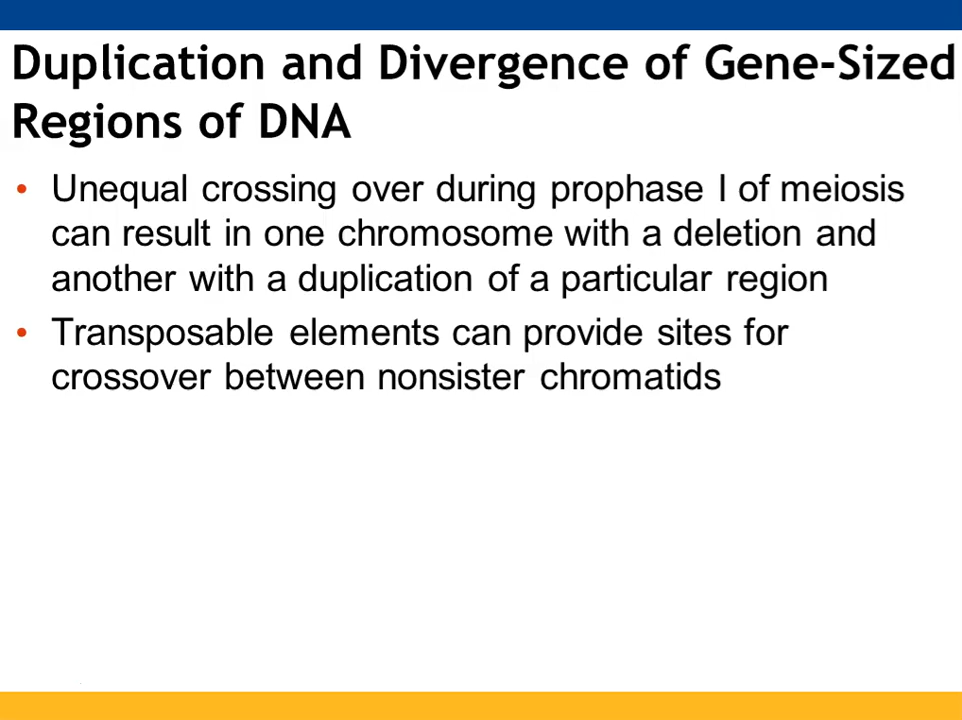 Duplication and Divergence of Gene-Sized
Regions of DNA
• Unequal crossing over during prophase I of meiosis
can result in one chromosome with a deletion and
another with a duplication of a particular region
• Transposable elements can provide sites for
crossover between nonsister chromatids